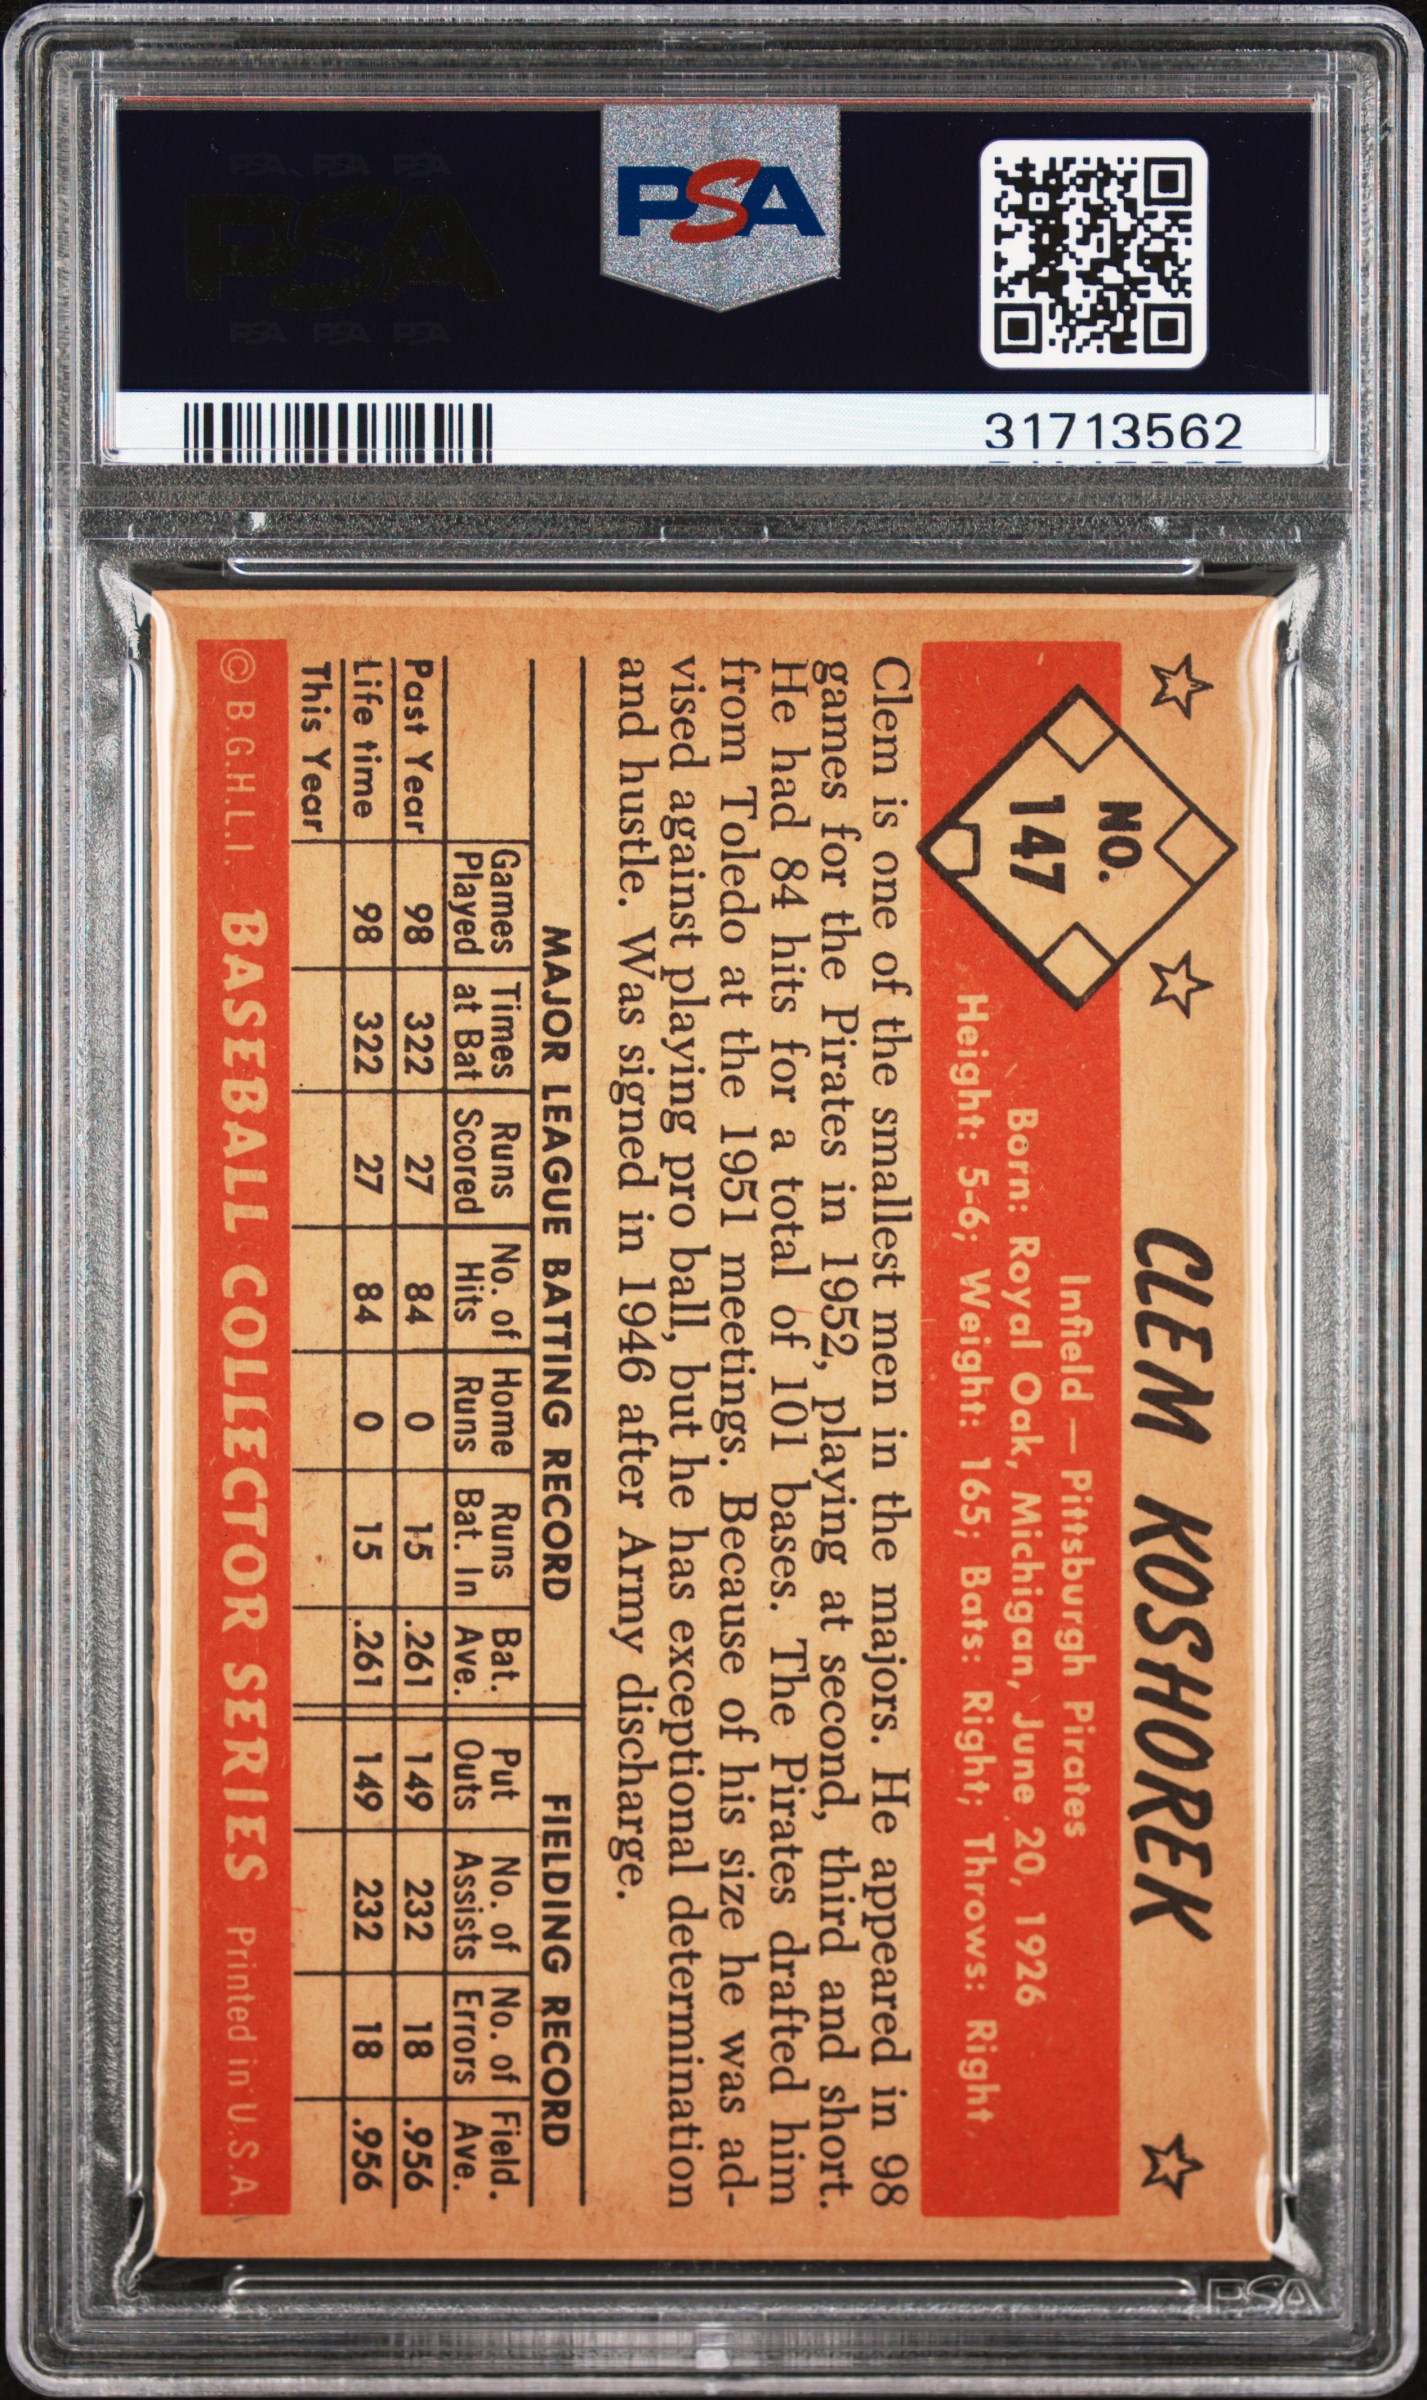 PSA PSA PSA
PSA
PSA PSA PSA
PSA
31713562
NO.
147
CLEM KOSHOREK
Infield — Pittsburgh Pirates
Born: Royal Oak, Michigan, June 20, 1926
Height: 5-6; Weight: 165; Bats: Right; Throws: Right
Clem is one of the smallest men in the majors. He appeared in 98
games for the Pirates in 1952, playing at second, third and short.
He had 84 hits for a total of 101 bases. The Pirates drafted him
from Toledo at the 1951 meetings. Because of his size he was ad-
vised against playing pro ball, but he has exceptional determination
and hustle. Was signed in 1946 after Army discharge.
MAJOR LEAGUE BATTING RECORD FIELDING RECORD
Games Times Runs No. of Home Runs Bat. Put No. of No. of Field.
Played at Bat Scored Hits Runs Bat. In Ave. Outs Assists Errors Ave.
Past Year 98 322 27 84 0 15 .261 149 232 18 .956
Life time 98 322 27 84 0 15 .261 149 232 18 .956
This Year
© B.G.H.L.I. BASEBALL COLLECTOR SERIES Printed in U.S.A.
PSA